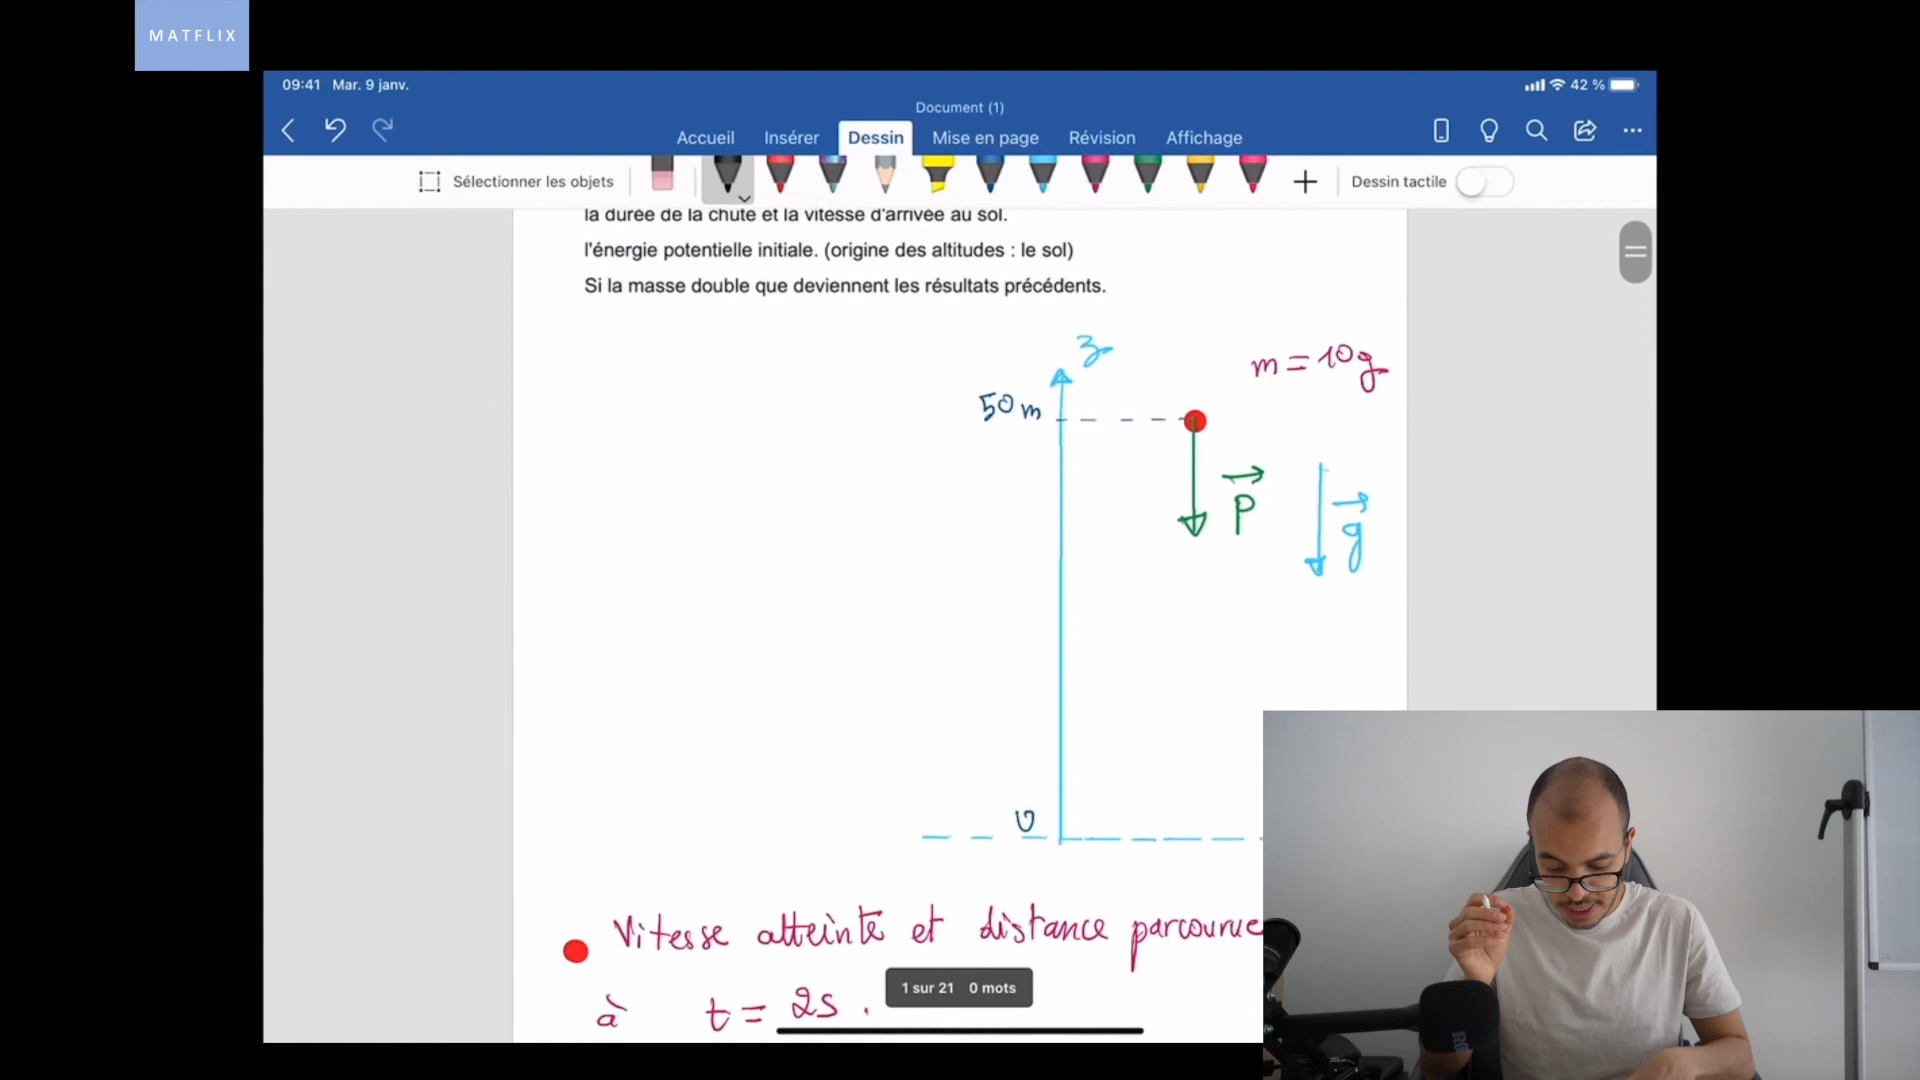 MATFLIX
09:41 Mar. 9 janv.
42 %
Document (1)
Accueil Insérer Dessin Mise en page Révision Affichage
Sélectionner les objets
Dessin tactile
la durée de la chute et la vitesse d'arrivée au sol.
l'énergie potentielle initiale. (origine des altitudes : le sol)
Si la masse double que deviennent les résultats précédents.
z
m = 10g
50 m
P
g
0
Vitesse atteinte et distance parcourue
à t = 2s .
1 sur 21 0 mots